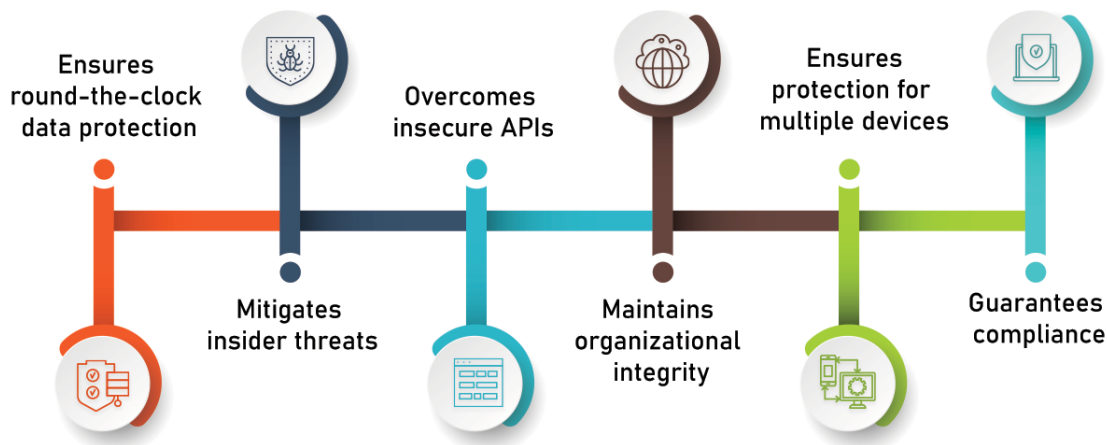 Ensures
round-the-clock
data protection
Mitigates
insider threats
Overcomes
insecure APIs
Maintains
organizational
integrity
Ensures
protection for
multiple devices
Guarantees
compliance